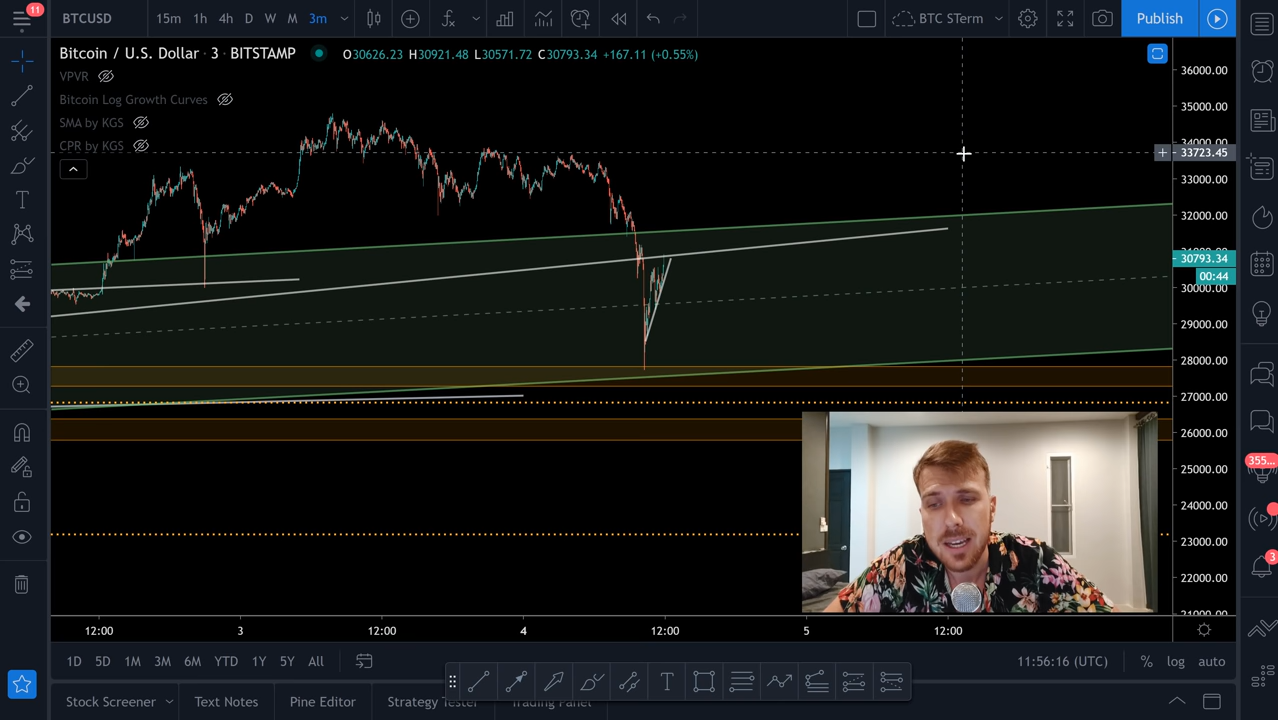 11
BTCUSD 15m 1h 4h D W M 3m BTC STerm Publish
Bitcoin / U.S. Dollar · 3 · BITSTAMP O30626.23 H30921.48 L30571.72 C30793.34 +167.11 (+0.55%)
VPVR
Bitcoin Log Growth Curves
SMA by KGS
CPR by KGS
36000.00
35000.00
33723.45
33000.00
32000.00
30793.34
00:44
30000.00
29000.00
28000.00
27000.00
26000.00
25000.00
24000.00
23000.00
22000.00
355...
3
12:00 3 12:00 4 12:00 5 12:00
1D 5D 1M 3M 6M YTD 1Y 5Y All 11:56:16 (UTC) % log auto
Stock Screener Text Notes Pine Editor Strategy Tester Trading Panel